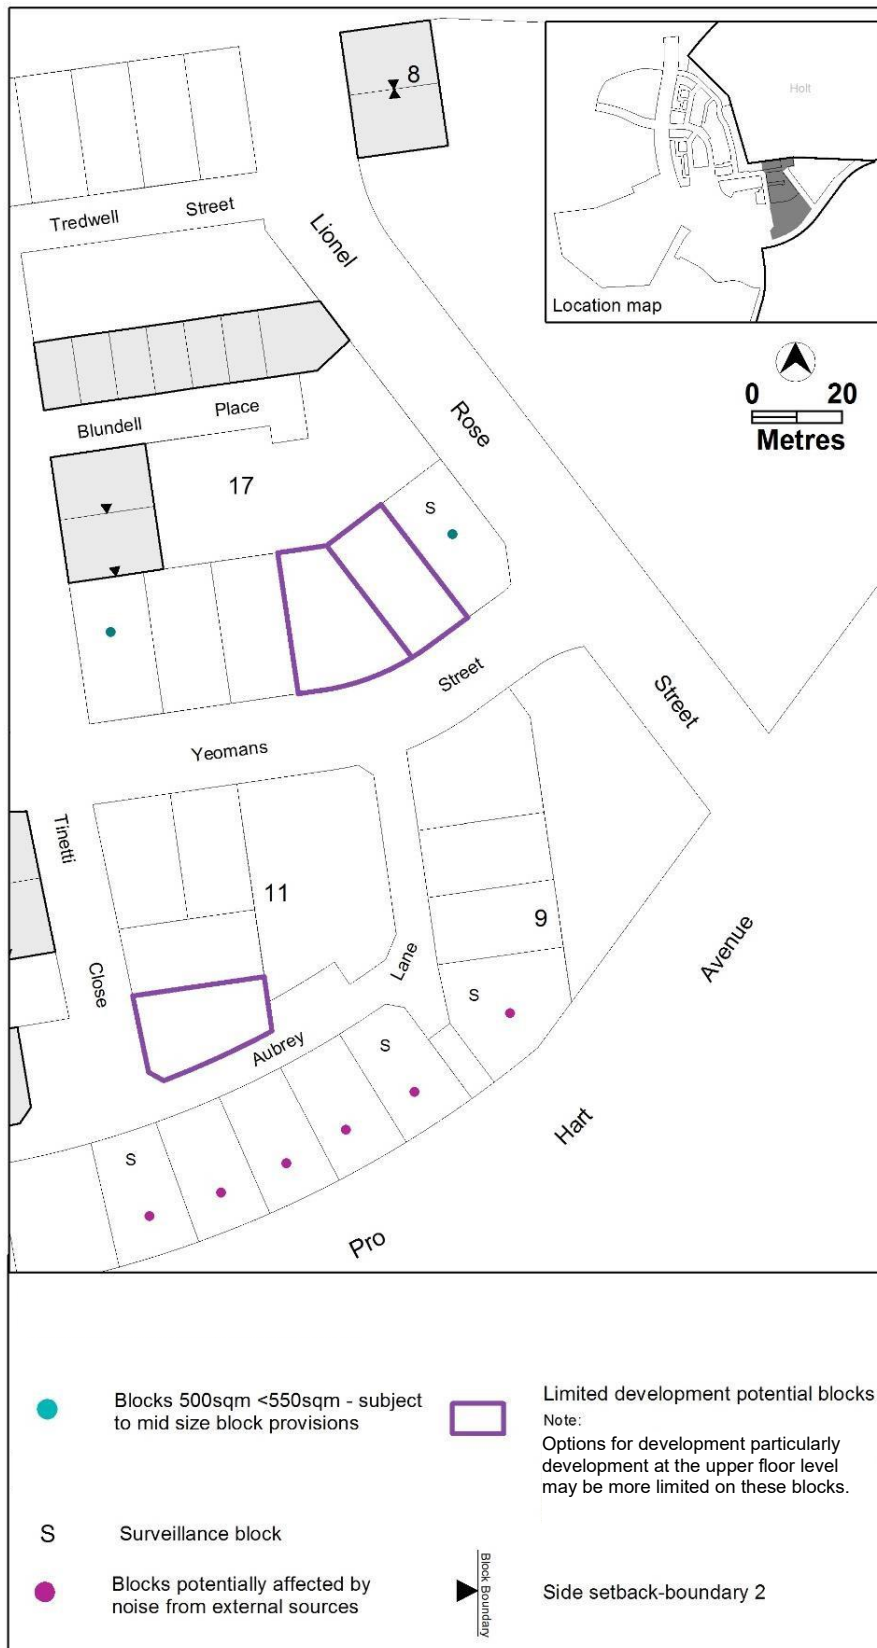 8
Holt
Location map
Tredwell Street
Lionel
0 20
Metres
Rose
Blundell Place
17
S
Street
Street
Yeomans
Tinetti
11
9
Avenue
Close
Lane
S
Aubrey
S
Hart
S
Pro
Blocks 500sqm <550sqm - subject
to mid size block provisions
Limited development potential blocks
Note:
Options for development particularly
development at the upper floor level
may be more limited on these blocks.
S
Surveillance block
Blocks potentially affected by
noise from external sources
Block Boundary
Side setback-boundary 2